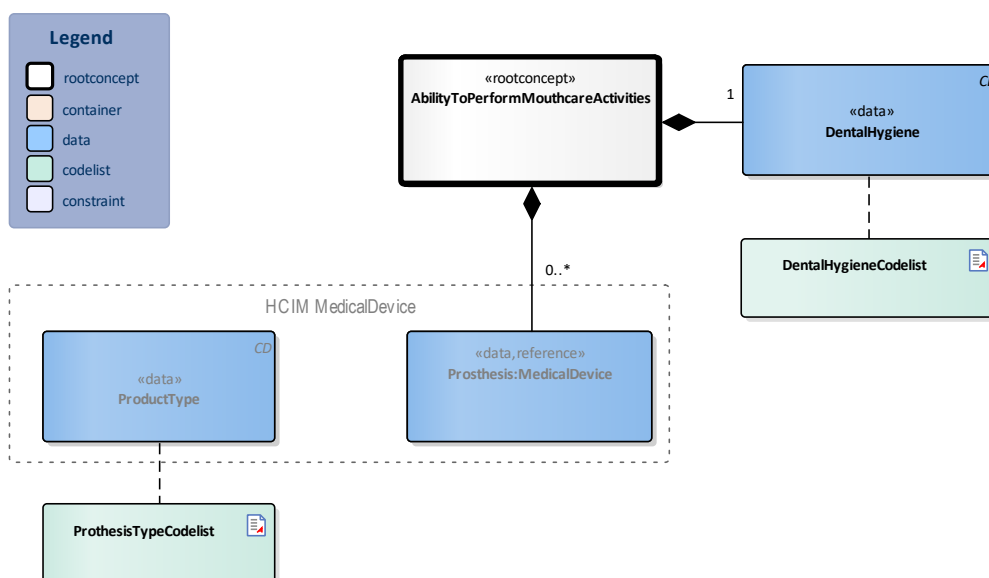 Legend
rootconcept
container
data
codelist
constraint
«rootconcept»
AbilityToPerformMouthcareActivities
1
«data»
DentalHygiene
DentalHygieneCodelist
0..*
HCIM MedicalDevice
CD
«data»
ProductType
«data,reference»
Prosthesis:MedicalDevice
ProthesisTypeCodelist